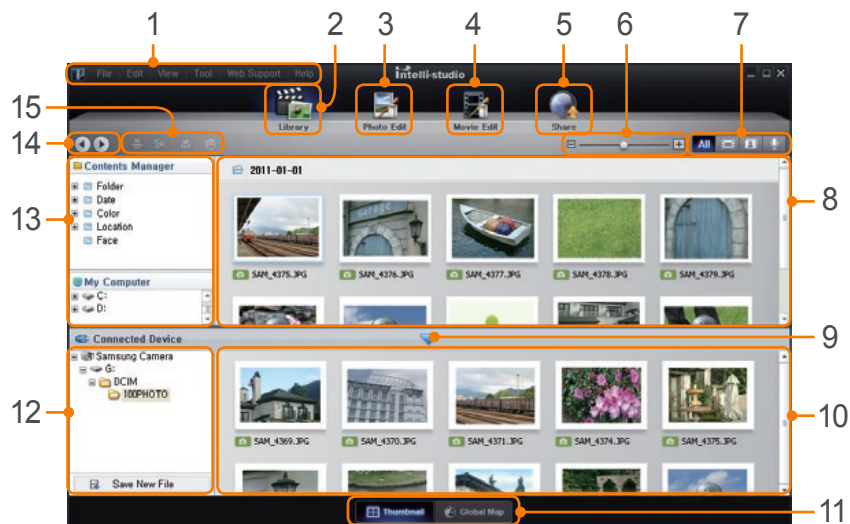 1 2 3 4 5 6 7
File Edit View Tool Web Support Help
intelli-studio
Library Photo Edit Movie Edit Share
15
14
All
Contents Manager
2011-01-01
Folder
Date
Color
Location
Face
13
8
SAM_4375.JPG SAM_4376.JPG SAM_4377.JPG SAM_4378.JPG SAM_4379.JPG
My Computer
C:
D:
Connected Device
9
Samsung Camera
G:
DCIM
100PHOTO
12
10
SAM_4369.JPG SAM_4370.JPG SAM_4371.JPG SAM_4374.JPG SAM_4375.JPG
Save New File
Thumbnail Global Map
11